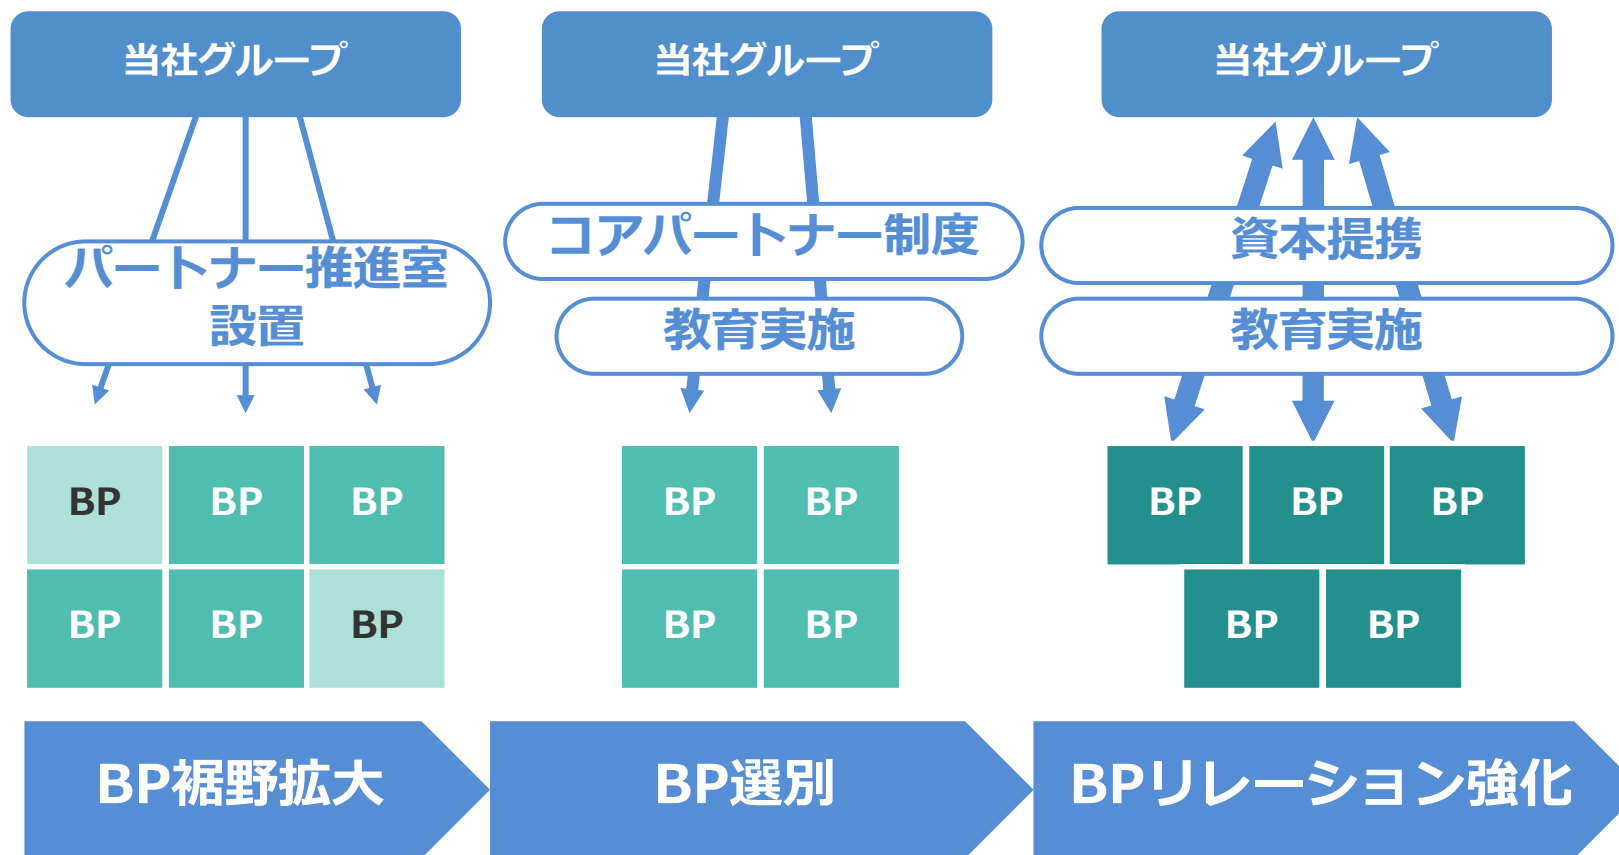 当社グループ
パートナー推進室
設置
BP
BP
BP
BP
BP
BP
BP裾野拡大
当社グループ
コアパートナー制度
教育実施
BP
BP
BP
BP
BP選別
当社グループ
資本提携
教育実施
BP
BP
BP
BP
BP
BPリレーション強化